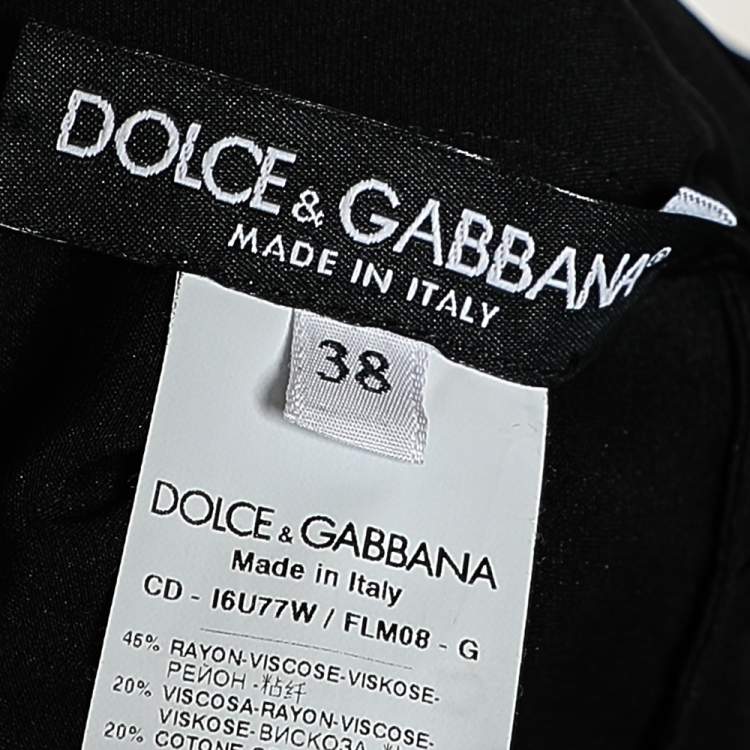 DOLCE & GABBANA®
MADE IN ITALY
38
DOLCE & GABBANA
Made in Italy
CD - I6U77W / FLM08 - G
46% RAYON-VISCOSE-VISKOSE-
РЕЙОН -粘纤
20% VISCOSA-RAYON-VISCOSE-
VISKOSE-ВИСКОЗА
20% COTONE-